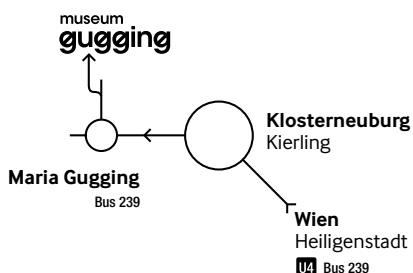 museum
gugging
Klosterneuburg
Kierling
Maria Gugging
Bus 239
Wien
Heiligenstadt
U4 Bus 239